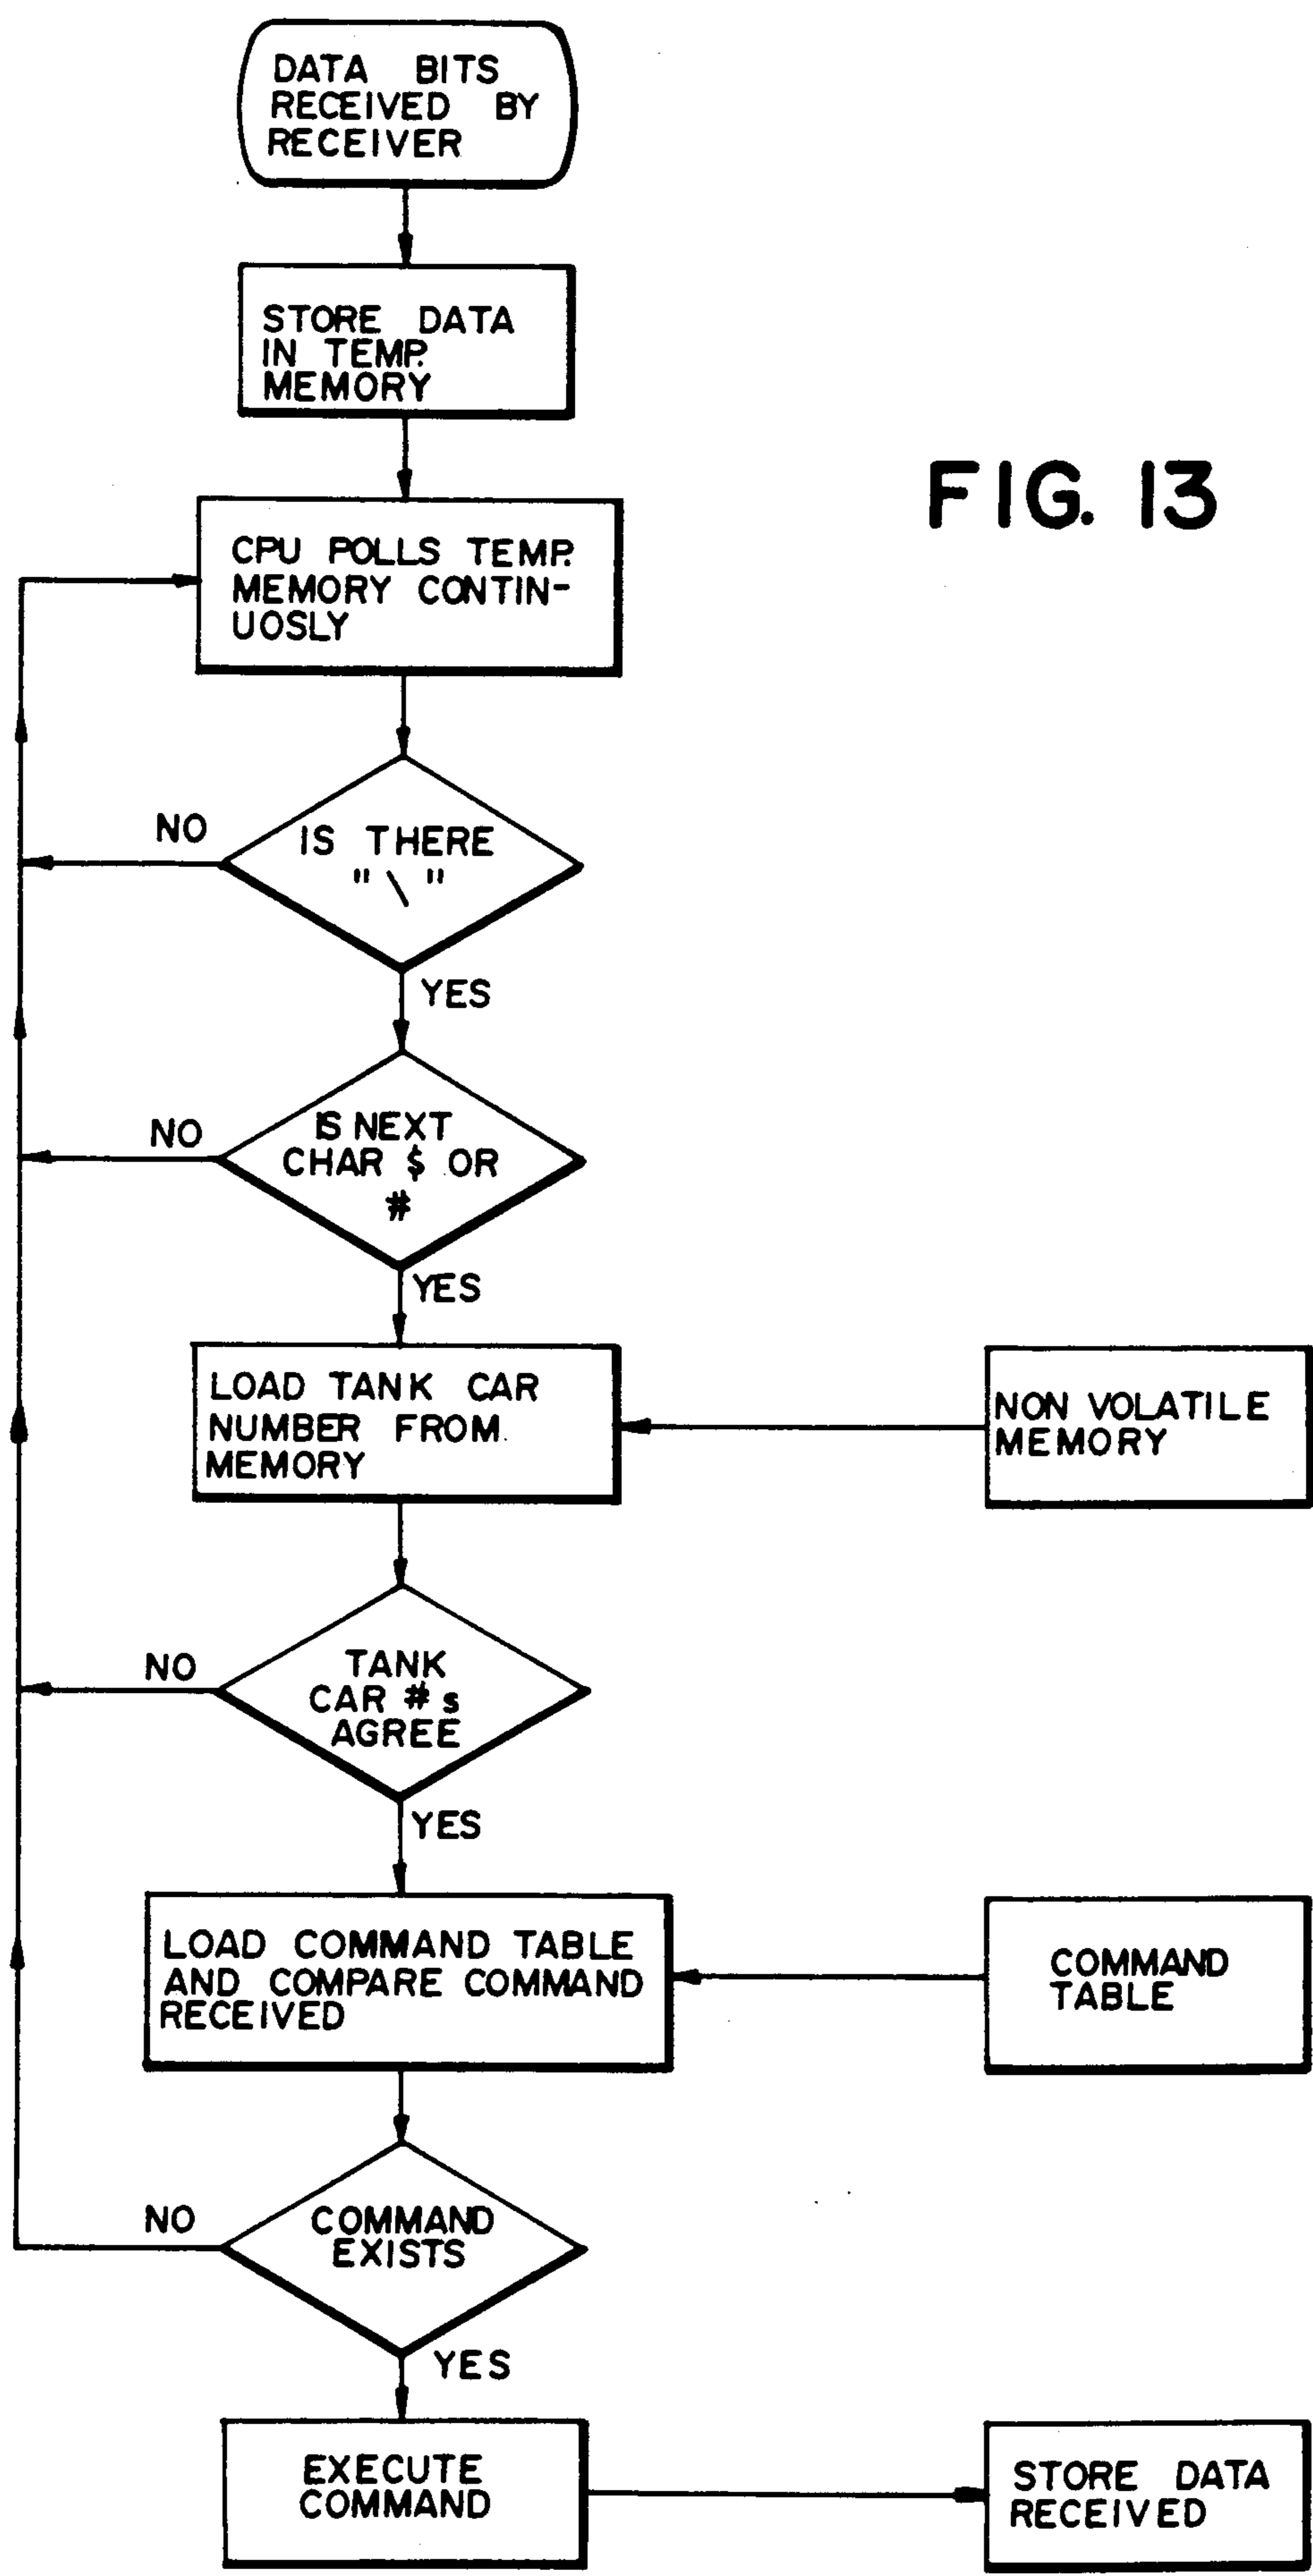 DATA BITS
RECEIVED BY
RECEIVER
STORE DATA
IN TEMP.
MEMORY
FIG. 13
CPU POLLS TEMP.
MEMORY CONTIN-
UOSLY
NO
IS THERE
" \ "
YES
NO
IS NEXT
CHAR $ OR
#
YES
LOAD TANK CAR
NUMBER FROM
MEMORY
NON VOLATILE
MEMORY
NO
TANK
CAR #s
AGREE
YES
LOAD COMMAND TABLE
AND COMPARE COMMAND
RECEIVED
COMMAND
TABLE
NO
COMMAND
EXISTS
YES
EXECUTE
COMMAND
STORE DATA
RECEIVED